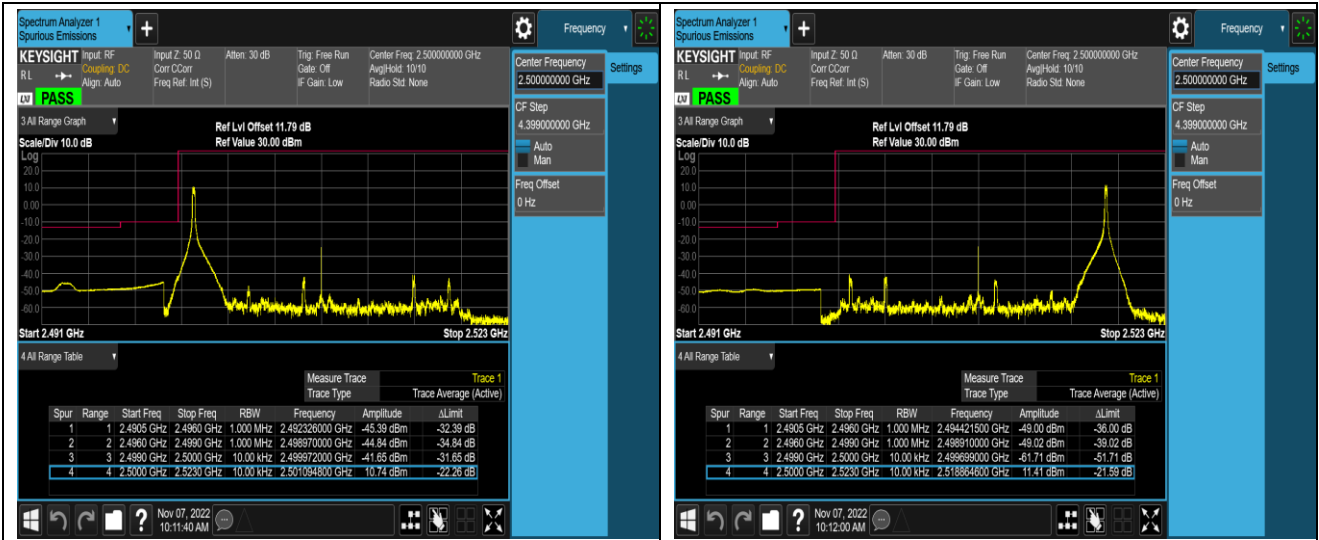 Spectrum Analyzer 1
Spurious Emissions
Frequency
KEYSIGHT Input: RF Input Z: 50 Ω Atten: 30 dB Trig: Free Run Center Freq: 2.500000000 GHz
Coupling: DC Corr CCorr Gate: Off Avg|Hold: 10/10
R L Align: Auto Freq Ref: Int (S) IF Gain: Low Radio Std: None
LXI PASS
Center Frequency
2.500000000 GHz
Settings
CF Step
4.399000000 GHz
Auto
Man
Freq Offset
0 Hz
3 All Range Graph
Ref Lvl Offset 11.79 dB
Scale/Div 10.0 dB Ref Value 30.00 dBm
Log
20.0
10.0
0.00
-10.0
-20.0
-30.0
-40.0
-50.0
-60.0
Start 2.491 GHz Stop 2.523 GHz
4 All Range Table
Measure Trace Trace 1
Trace Type Trace Average (Active)
Spur Range Start Freq Stop Freq RBW Frequency Amplitude ΔLimit
1 1 2.4905 GHz 2.4960 GHz 1.000 MHz 2.492326000 GHz -45.39 dBm -32.39 dB
2 2 2.4960 GHz 2.4990 GHz 1.000 MHz 2.498970000 GHz -44.84 dBm -34.84 dB
3 3 2.4990 GHz 2.5000 GHz 10.00 kHz 2.499972000 GHz -41.65 dBm -31.65 dB
4 4 2.5000 GHz 2.5230 GHz 10.00 kHz 2.501094800 GHz 10.74 dBm -22.26 dB
?
Nov 07, 2022
10:11:40 AM
Spectrum Analyzer 1
Spurious Emissions
Frequency
KEYSIGHT Input: RF Input Z: 50 Ω Atten: 30 dB Trig: Free Run Center Freq: 2.500000000 GHz
Coupling: DC Corr CCorr Gate: Off Avg|Hold: 10/10
R L Align: Auto Freq Ref: Int (S) IF Gain: Low Radio Std: None
LXI PASS
Center Frequency
2.500000000 GHz
Settings
CF Step
4.399000000 GHz
Auto
Man
Freq Offset
0 Hz
3 All Range Graph
Ref Lvl Offset 11.79 dB
Scale/Div 10.0 dB Ref Value 30.00 dBm
Log
20.0
10.0
0.00
-10.0
-20.0
-30.0
-40.0
-50.0
-60.0
Start 2.491 GHz Stop 2.523 GHz
4 All Range Table
Measure Trace Trace 1
Trace Type Trace Average (Active)
Spur Range Start Freq Stop Freq RBW Frequency Amplitude ΔLimit
1 1 2.4905 GHz 2.4960 GHz 1.000 MHz 2.494421500 GHz -49.00 dBm -36.00 dB
2 2 2.4960 GHz 2.4990 GHz 1.000 MHz 2.498910000 GHz -49.02 dBm -39.02 dB
3 3 2.4990 GHz 2.5000 GHz 10.00 kHz 2.499699000 GHz -61.71 dBm -51.71 dB
4 4 2.5000 GHz 2.5230 GHz 10.00 kHz 2.518864600 GHz 11.41 dBm -21.59 dB
?
Nov 07, 2022
10:12:00 AM